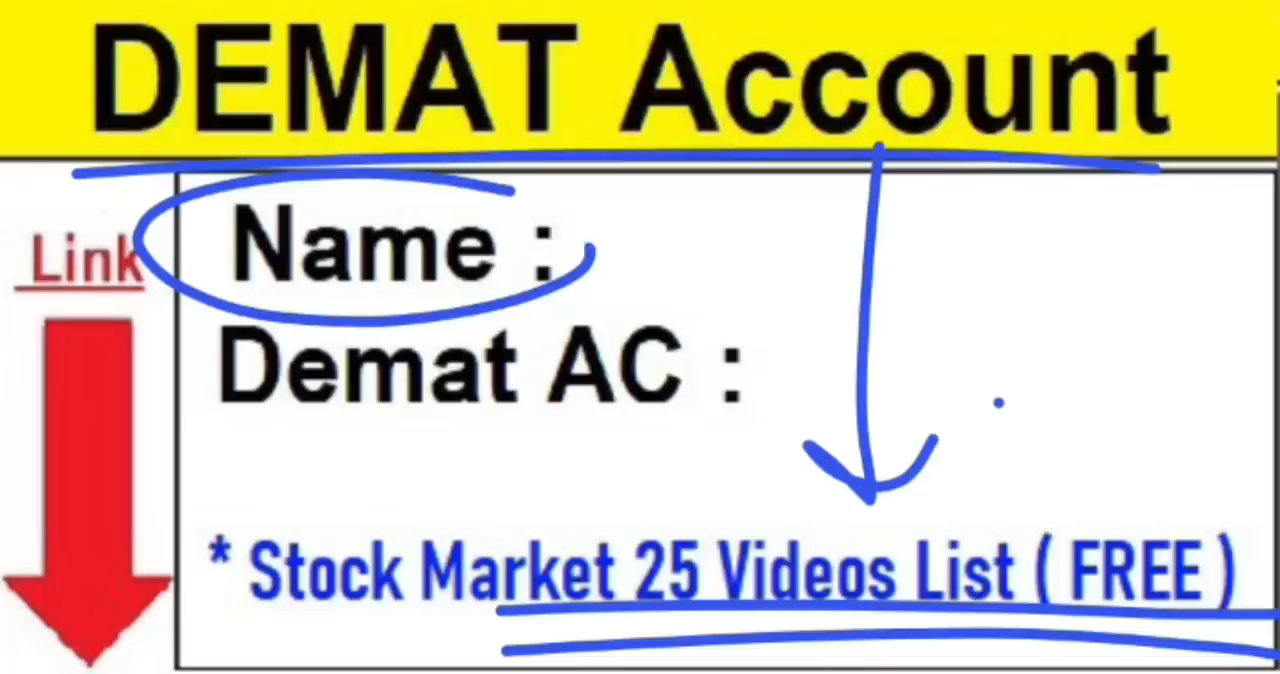 DEMAT Account
Link
Name :
Demat AC :
* Stock Market 25 Videos List ( FREE )